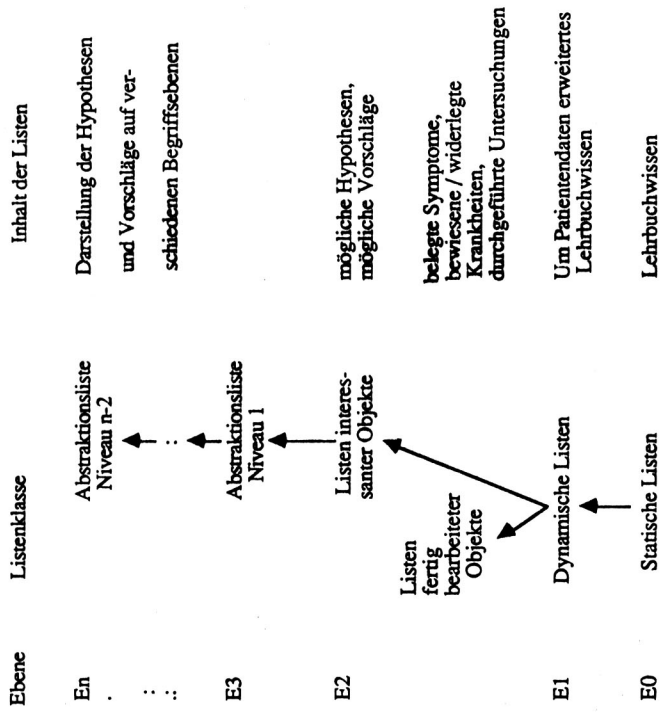 Ebene Listenklasse Inhalt der Listen
En Abstraktionsliste Darstellung der Hypothesen
Niveau n-2
. und Vorschläge auf ver-
: : schiedenen Begriffsebenen
E3 Abstraktionsliste
Niveau 1
E2 Listen interes- mögliche Hypothesen,
santer Objekte mögliche Vorschläge
Listen belegte Symptome,
fertig bewiesene / widerlegte
bearbeiteter Krankheiten,
Objekte durchgeführte Untersuchungen
E1 Dynamische Listen Um Patientendaten erweitertes
Lehrbuchwissen
E0 Statische Listen Lehrbuchwissen